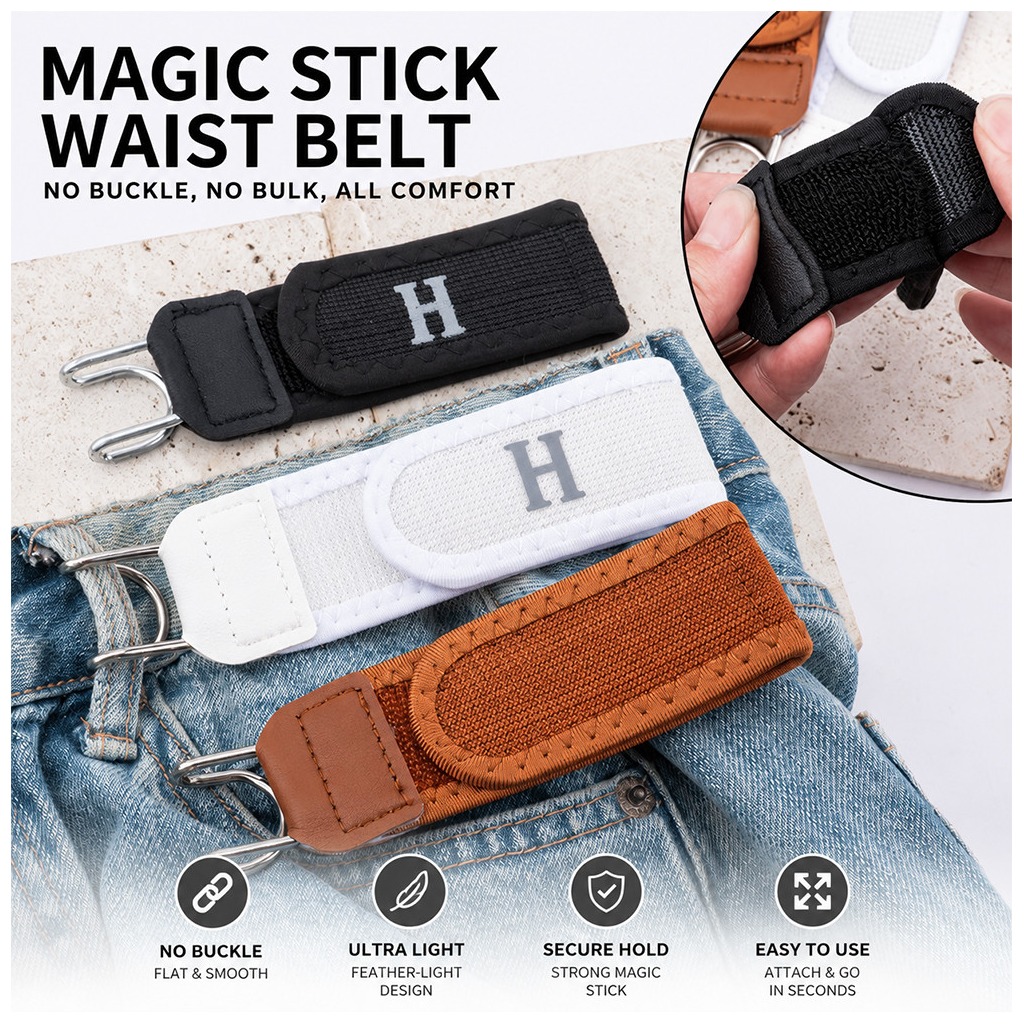 MAGIC STICK
WAIST BELT
NO BUCKLE, NO BULK, ALL COMFORT
H
H
NO BUCKLE
FLAT & SMOOTH
ULTRA LIGHT
FEATHER-LIGHT
DESIGN
SECURE HOLD
STRONG MAGIC
STICK
EASY TO USE
ATTACH & GO
IN SECONDS